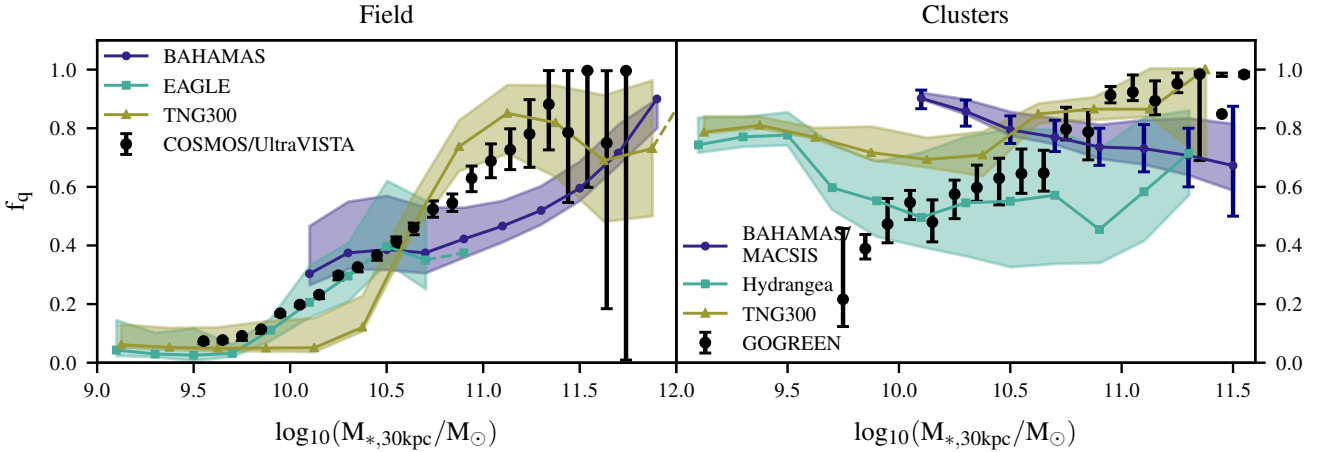 Field
Clusters
f_q
1.0
0.8
0.6
0.4
0.2
0.0
BAHAMAS
EAGLE
TNG300
COSMOS/UltraVISTA
BAHAMAS/
MACSIS
Hydrangea
TNG300
GOGREEN
1.0
0.8
0.6
0.4
0.2
0.0
9.0 9.5 10.0 10.5 11.0 11.5 12.0
9.5 10.0 10.5 11.0 11.5
log10(M*,30kpc/M⊙)
log10(M*,30kpc/M⊙)